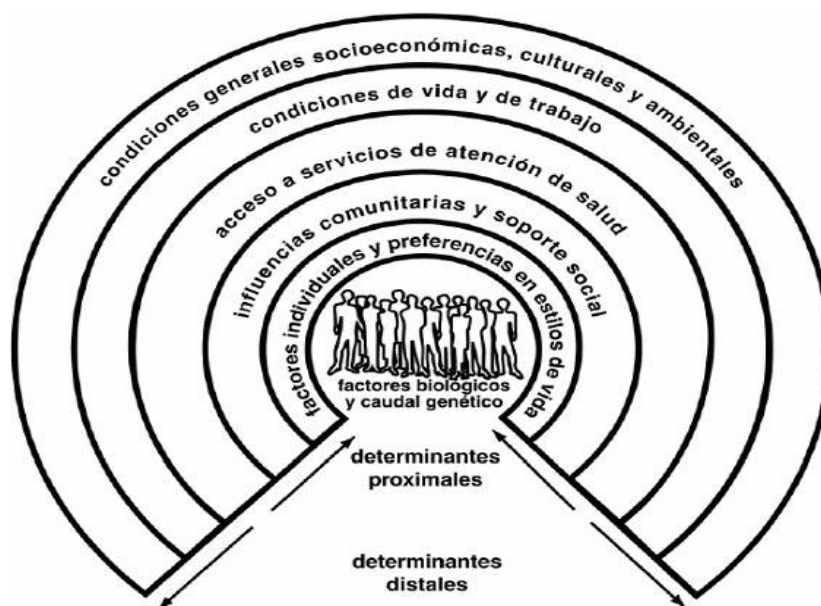 condiciones generales socioeconómicas, culturales y ambientales
condiciones de vida y de trabajo
acceso a servicios de atención de salud
influencias comunitarias y soporte social
factores individuales y preferencias en estilos de vida
factores biológicos
y caudal genético
determinantes
proximales
determinantes
distales